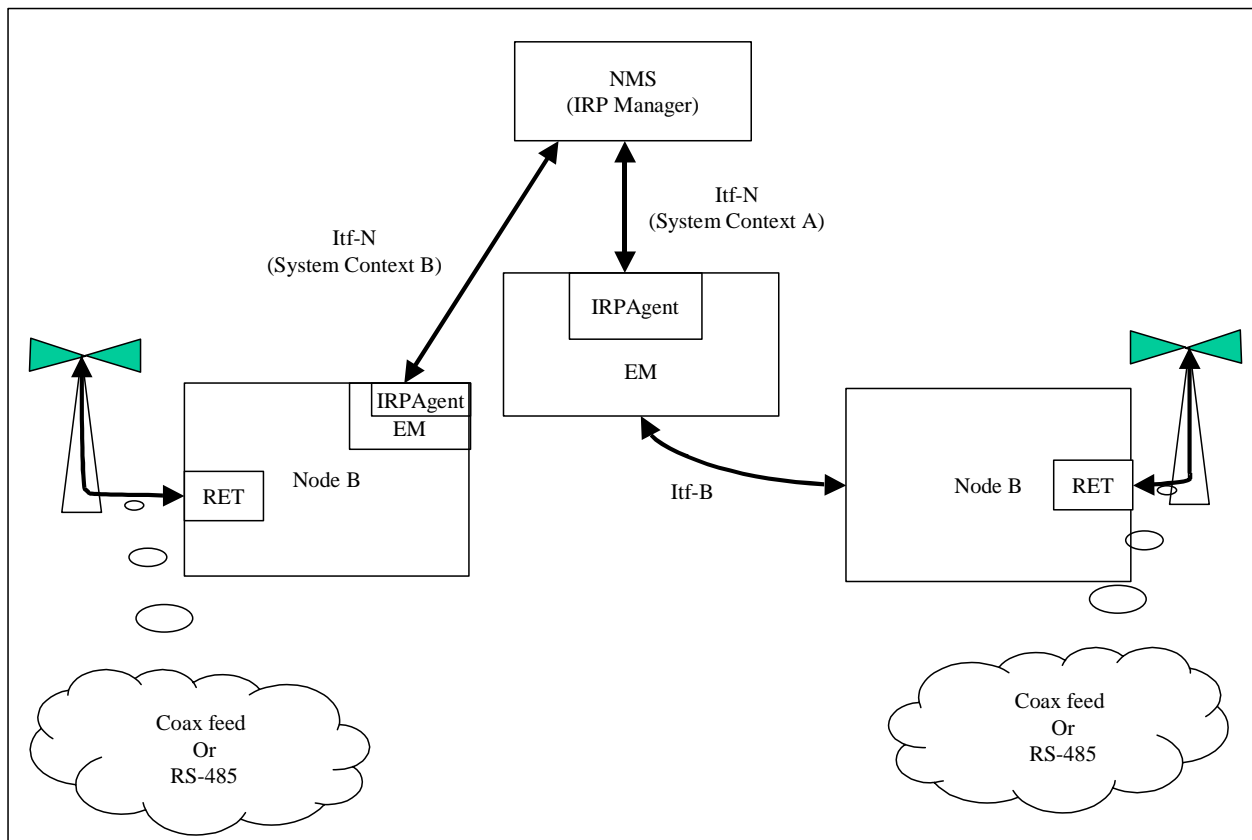 NMS
(IRP Manager)
Itf-N
(System Context A)
Itf-N
(System Context B)
IRPAgent
EM
IRPAgent
EM
Node B
RET
Itf-B
Node B
RET
Coax feed
Or
RS-485
Coax feed
Or
RS-485